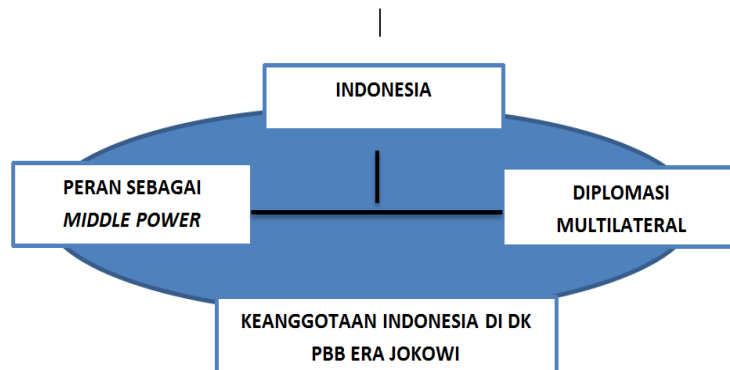 INDONESIA
PERAN SEBAGAI
MIDDLE POWER
DIPLOMASI
MULTILATERAL
KEANGGOTAAN INDONESIA DI DK
PBB ERA JOKOWI